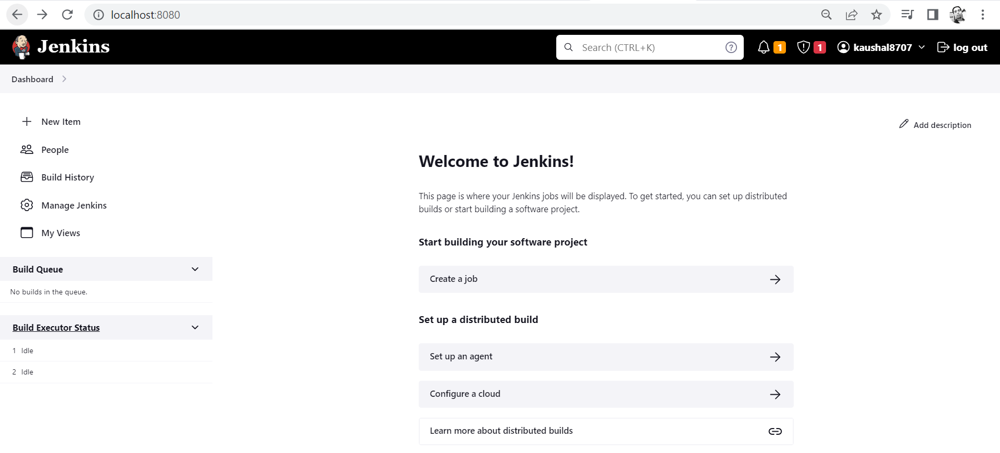 localhost:8080
Jenkins
Search (CTRL+K)
?
1
1
kaushal8707
log out
Dashboard
New Item
People
Build History
Manage Jenkins
My Views
Build Queue
No builds in the queue.
Build Executor Status
1 Idle
2 Idle
Add description
Welcome to Jenkins!
This page is where your Jenkins jobs will be displayed. To get started, you can set up distributed
builds or start building a software project.
Start building your software project
Create a job
Set up a distributed build
Set up an agent
Configure a cloud
Learn more about distributed builds